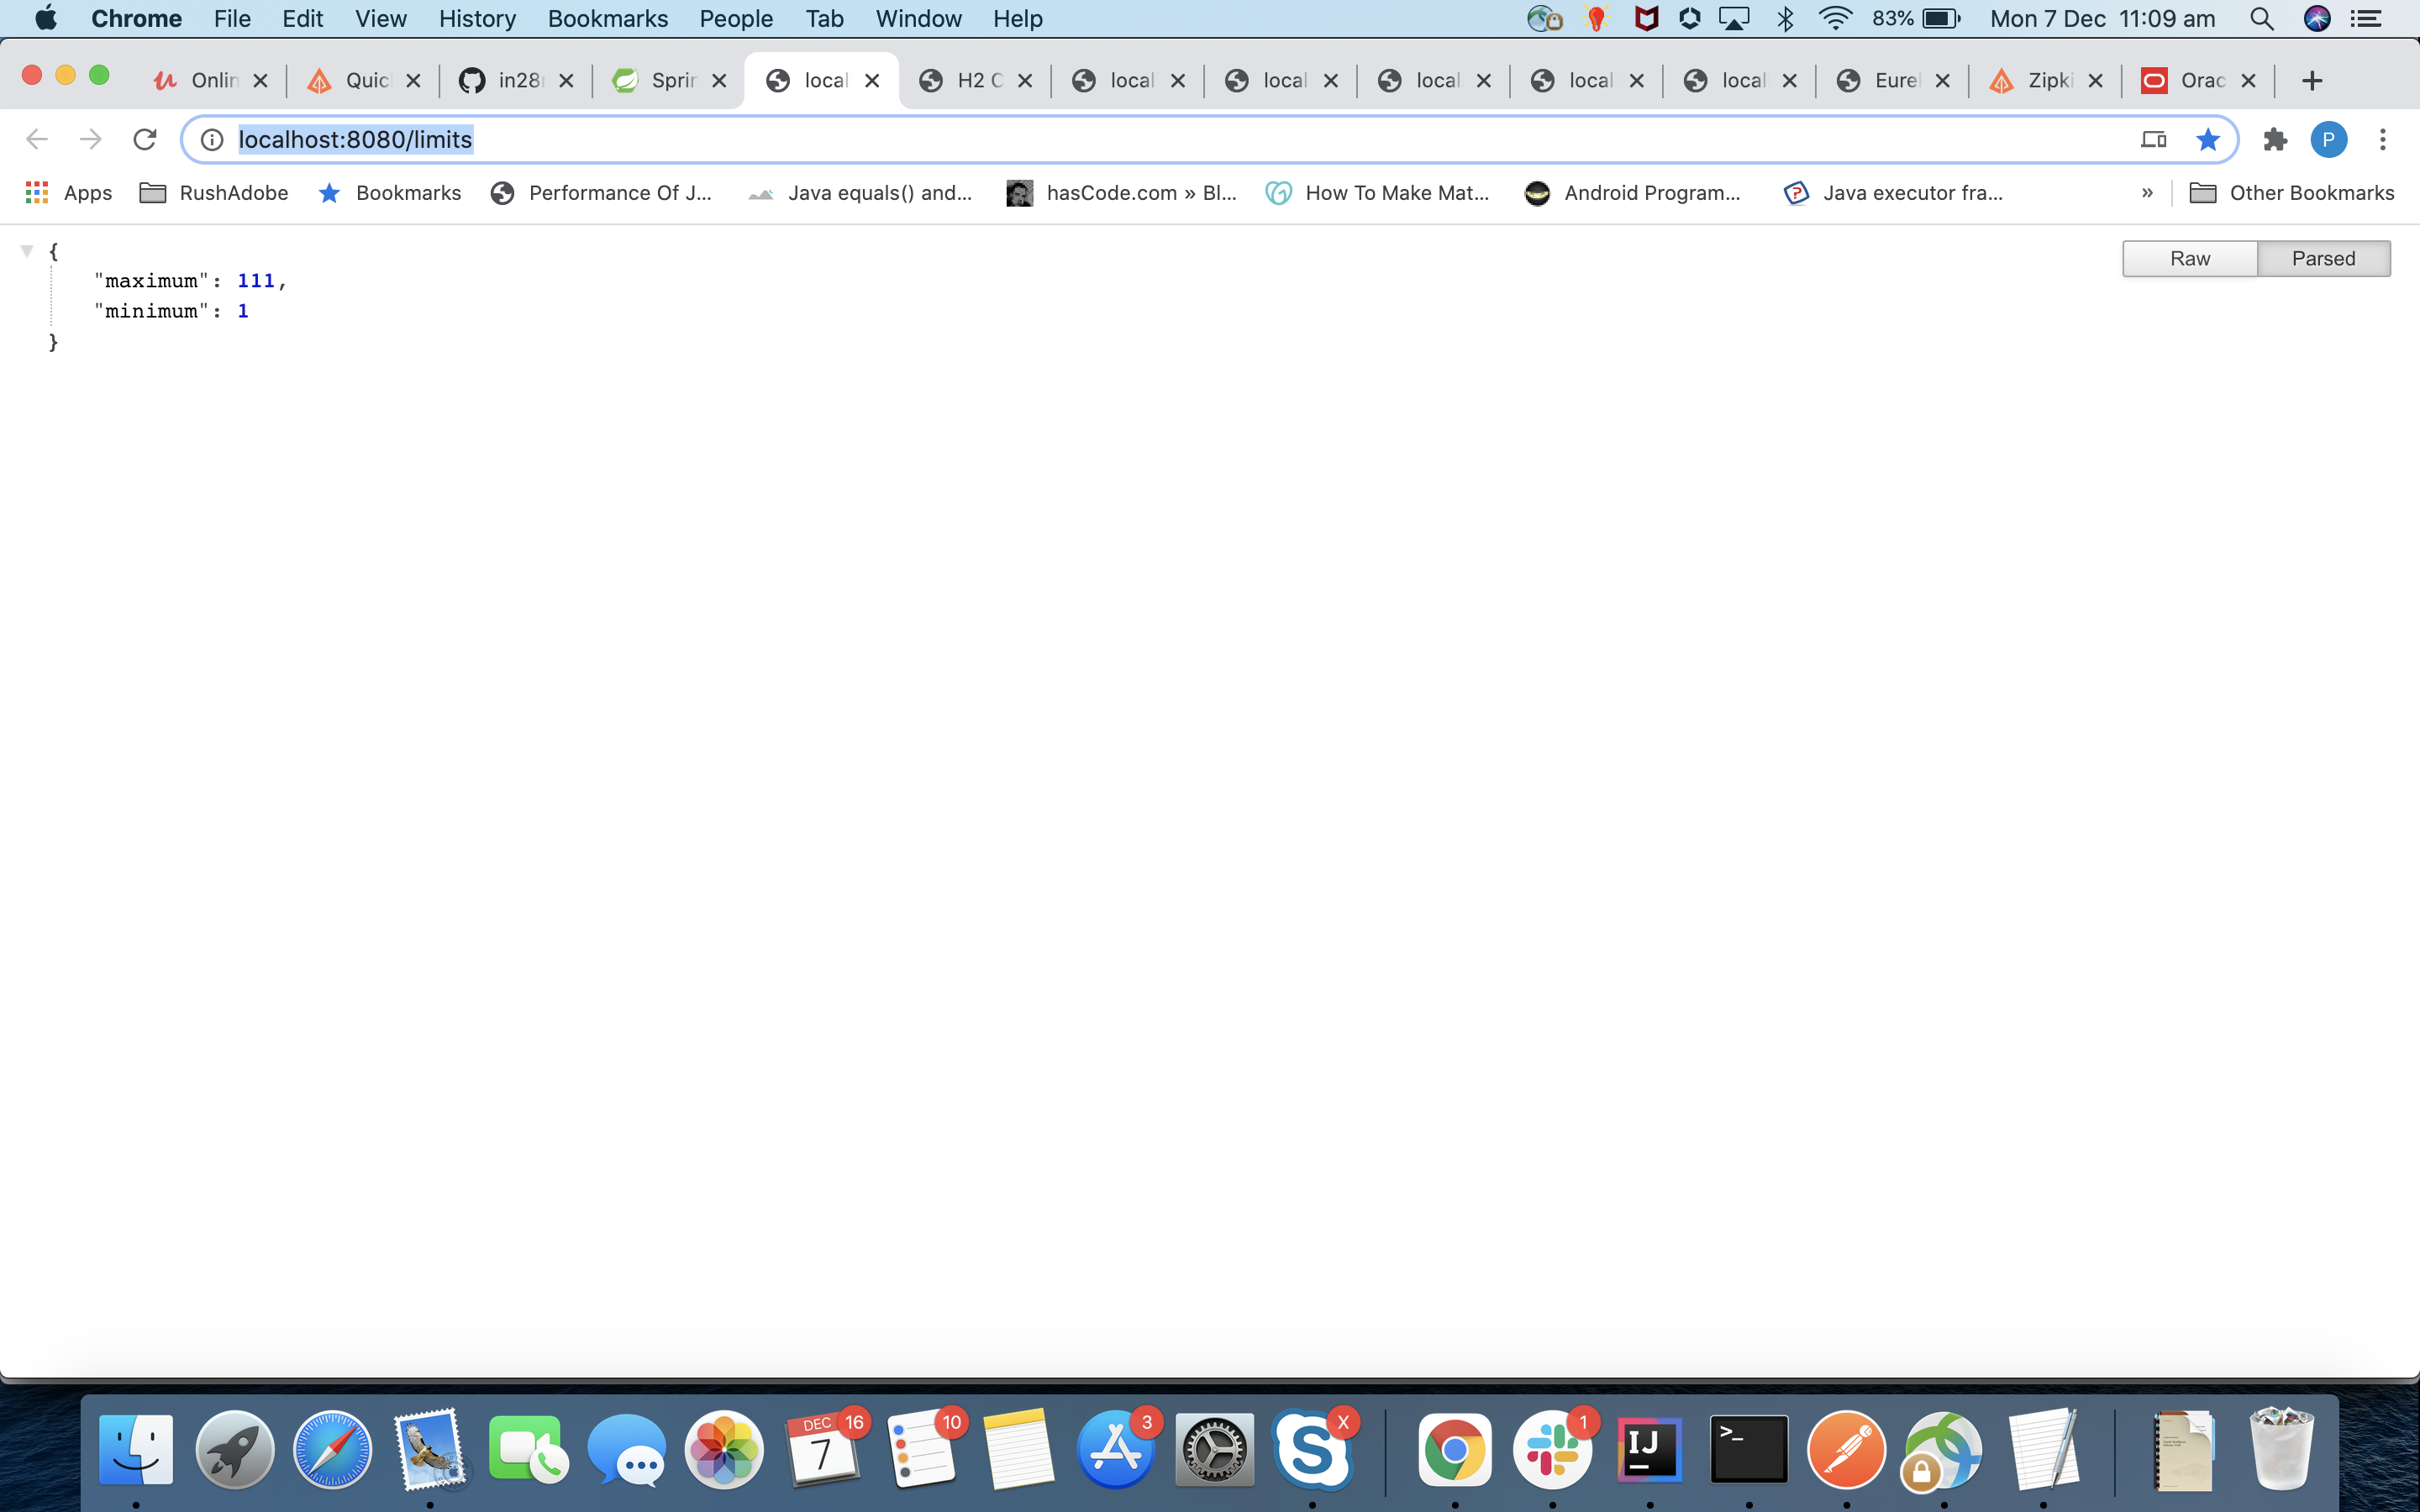 Chrome File Edit View History Bookmarks People Tab Window Help 83% Mon 7 Dec 11:09 am
Onlin Quic in28 Sprin local H2 C local local local local local Eurel Zipki Orac
localhost:8080/limits P
Apps RushAdobe Bookmarks Performance Of J... Java equals() and... hasCode.com » Bl... How To Make Mat... Android Program... Java executor fra... » Other Bookmarks
{
"maximum": 111,
"minimum": 1
}
Raw Parsed
DEC 7 16 10 3 S X 1 IJ >_